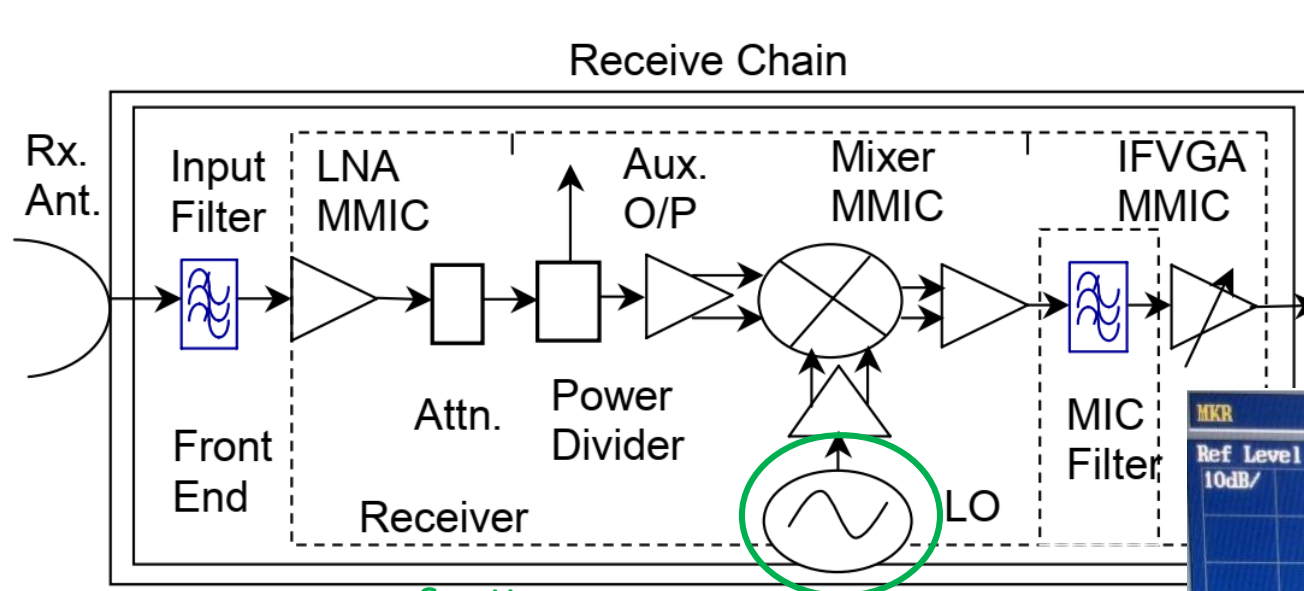 Receive Chain
Rx.
Ant.
Input
Filter
LNA
MMIC
Aux.
O/P
Mixer
MMIC
IFVGA
MMIC
Attn.
Power
Divider
MIC
Filter
Front
End
Receiver
LO
MKR
Ref Level
10dB/